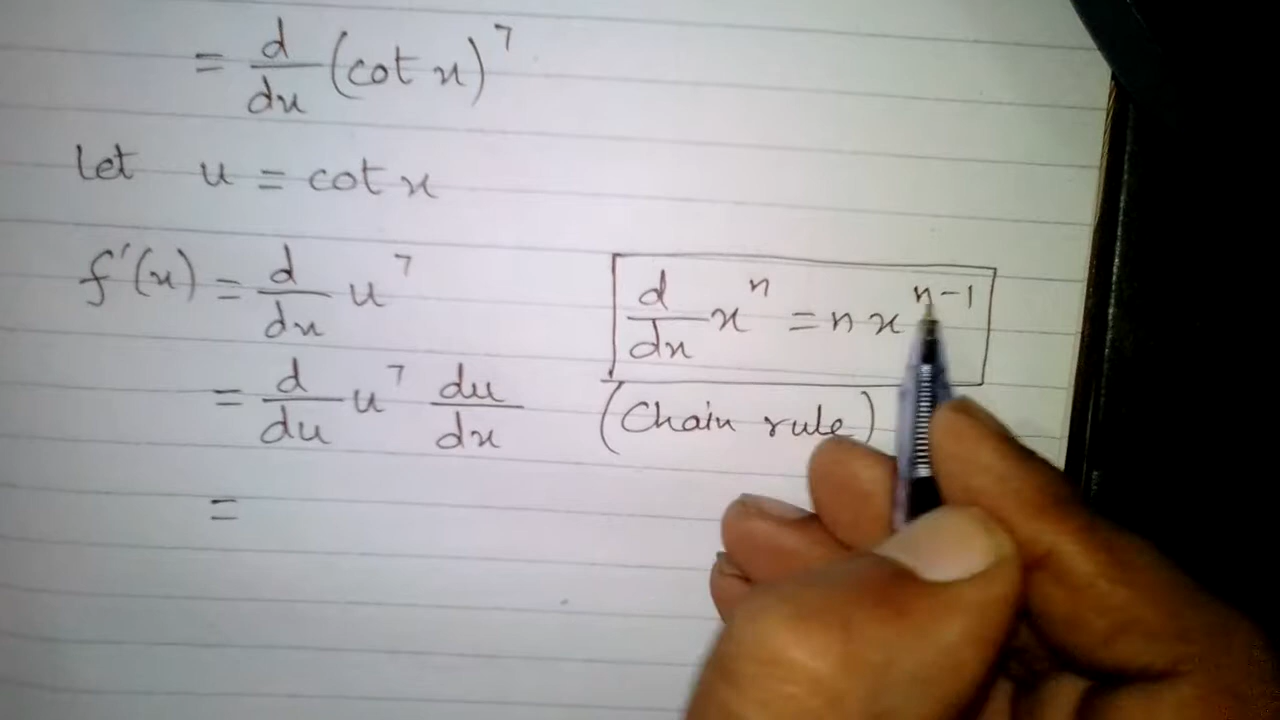 = d/dx (cot x)^7
let u = cot x
f'(x) = d/dx u^7
d/dx x^n = n x^{n-1}
= d/du u^7 du/dx (Chain rule)
=